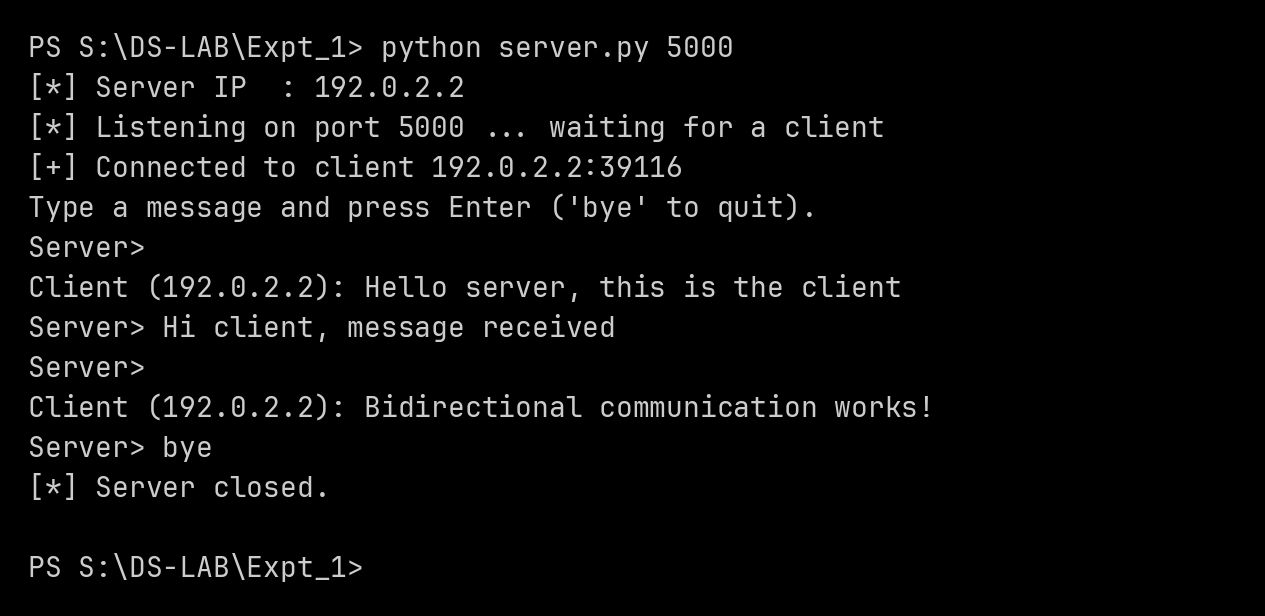 PS S:\DS-LAB\Expt_1> python server.py 5000
[*] Server IP  : 192.0.2.2
[*] Listening on port 5000 ... waiting for a client
[+] Connected to client 192.0.2.2:39116
Type a message and press Enter ('bye' to quit).
Server>
Client (192.0.2.2): Hello server, this is the client
Server> Hi client, message received
Server>
Client (192.0.2.2): Bidirectional communication works!
Server> bye
[*] Server closed.
PS S:\DS-LAB\Expt_1>